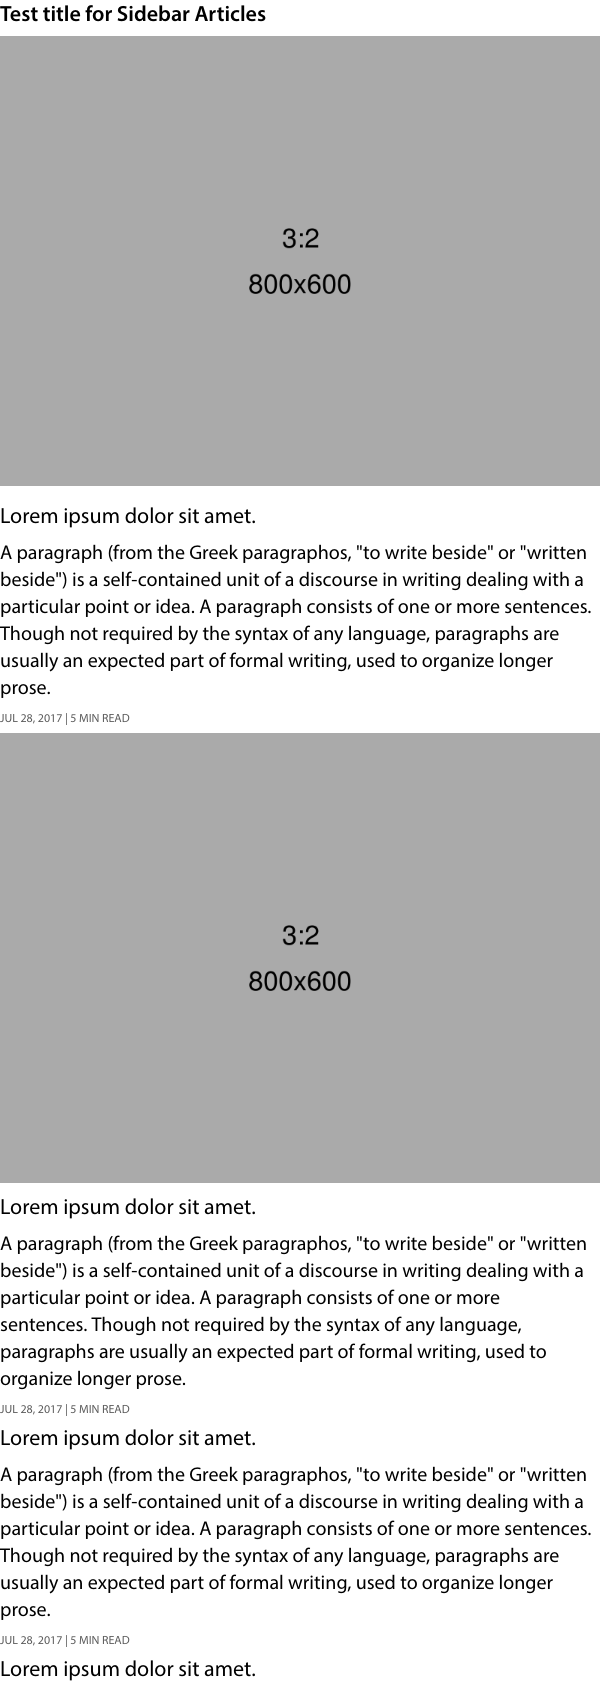 Test title for Sidebar Articles
3:2
800x600
Lorem ipsum dolor sit amet.
A paragraph (from the Greek paragraphos, "to write beside" or "written
beside") is a self-contained unit of a discourse in writing dealing with a
particular point or idea. A paragraph consists of one or more sentences.
Though not required by the syntax of any language, paragraphs are
usually an expected part of formal writing, used to organize longer
prose.
JUL 28, 2017 | 5 MIN READ
3:2
800x600
Lorem ipsum dolor sit amet.
A paragraph (from the Greek paragraphos, "to write beside" or "written
beside") is a self-contained unit of a discourse in writing dealing with a
particular point or idea. A paragraph consists of one or more
sentences. Though not required by the syntax of any language,
paragraphs are usually an expected part of formal writing, used to
organize longer prose.
JUL 28, 2017 | 5 MIN READ
Lorem ipsum dolor sit amet.
A paragraph (from the Greek paragraphos, "to write beside" or "written
beside") is a self-contained unit of a discourse in writing dealing with a
particular point or idea. A paragraph consists of one or more sentences.
Though not required by the syntax of any language, paragraphs are
usually an expected part of formal writing, used to organize longer
prose.
JUL 28, 2017 | 5 MIN READ
Lorem ipsum dolor sit amet.